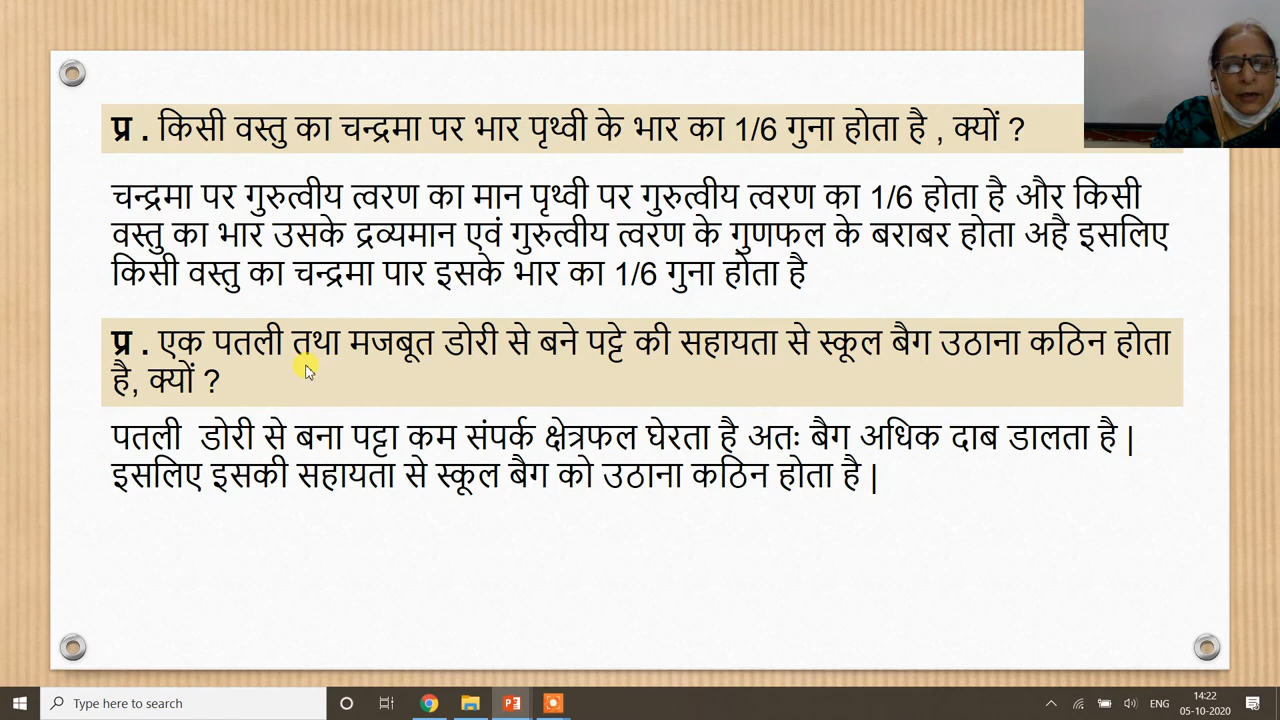 प्र . किसी वस्तु का चन्द्रमा पर भार पृथ्वी के भार का 1/6 गुना होता है , क्यों ?
चन्द्रमा पर गुरुत्वीय त्वरण का मान पृथ्वी पर गुरुत्वीय त्वरण का 1/6 होता है और किसी
वस्तु का भार उसके द्रव्यमान एवं गुरुत्वीय त्वरण के गुणफल के बराबर होता अहै इसलिए
किसी वस्तु का चन्द्रमा पार इसके भार का 1/6 गुना होता है
प्र . एक पतली तथा मजबूत डोरी से बने पट्टे की सहायता से स्कूल बैग उठाना कठिन होता
है, क्यों ?
पतली डोरी से बना पट्टा कम संपर्क क्षेत्रफल घेरता है अतः बैग अधिक दाब डालता है |
इसलिए इसकी सहायता से स्कूल बैग को उठाना कठिन होता है |
Type here to search
ENG
14:22
05-10-2020